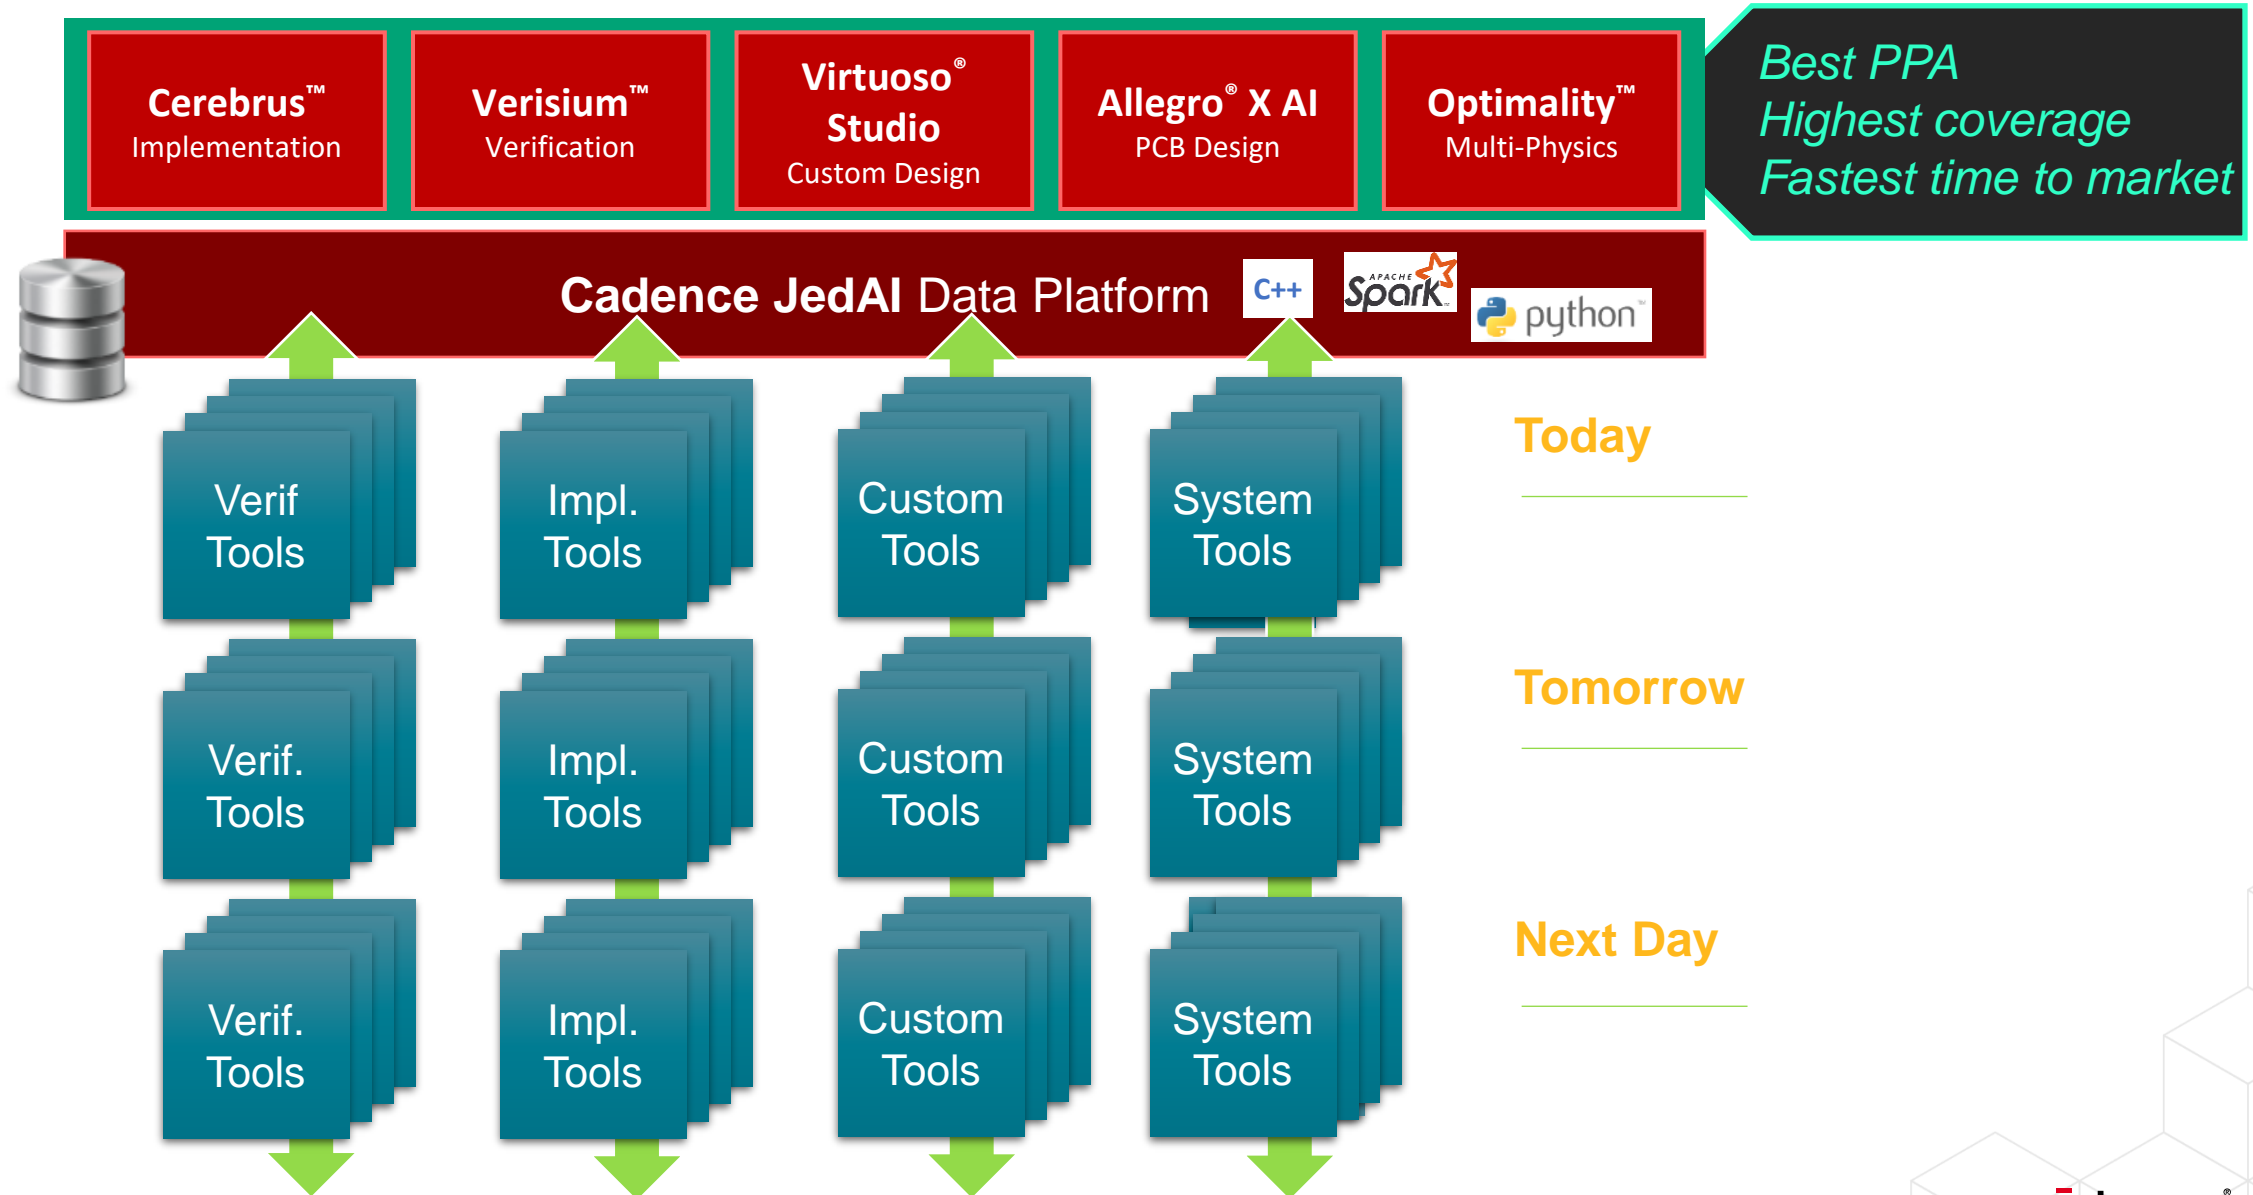 Cerebrus™
Implementation
Verisium™
Verification
Virtuoso®
Studio
Custom Design
Allegro® X AI
PCB Design
Optimality™
Multi-Physics
Best PPA
Highest coverage
Fastest time to market
Cadence JedAI Data Platform
C++
APACHE
Spark™
python™
Verif
Tools
Impl.
Tools
Custom
Tools
System
Tools
Today
Verif.
Tools
Impl.
Tools
Custom
Tools
System
Tools
Tomorrow
Verif.
Tools
Impl.
Tools
Custom
Tools
System
Tools
Next Day